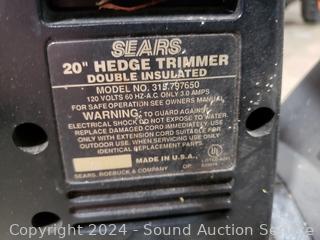 SEARS
20" HEDGE TRIMMER
DOUBLE INSULATED
MODEL NO. 315.797650
120 VOLTS 60 HZ-A.C. ONLY 3.0 AMPS
FOR SAFE OPERATION SEE OWNERS MANUAL
WARNING: TO GUARD AGAINST
ELECTRICAL SHOCK DO NOT EXPOSE TO WATER.
REPLACE DAMAGED CORD IMMEDIATELY. USE
ONLY WITH EXTENSION CORD SUITABLE FOR
OUTDOOR USE. WHEN SERVICING USE ONLY
IDENTICAL REPLACEMENT PARTS.
MADE IN U.S.A.
SEARS, ROEBUCK & COMPANY
UL
Copyright 2024 - Sound Auction Service